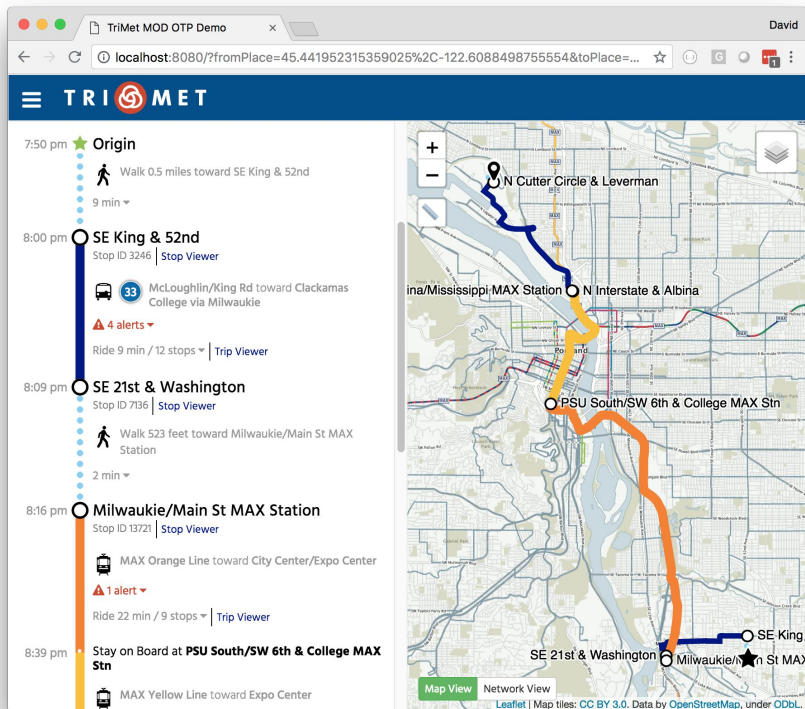 TriMet MOD OTP Demo
David
localhost:8080/?fromPlace=45.441952315359025%2C-122.6088498755554&toPlace=...
G
1
TRI MET
7:50 pm Origin
Walk 0.5 miles toward SE King & 52nd
9 min
8:00 pm SE King & 52nd
Stop ID 3246 | Stop Viewer
33 McLoughlin/King Rd toward Clackamas
College via Milwaukie
4 alerts
Ride 9 min / 12 stops | Trip Viewer
8:09 pm SE 21st & Washington
Stop ID 7136 | Stop Viewer
Walk 523 feet toward Milwaukie/Main St MAX
Station
2 min
8:16 pm Milwaukie/Main St MAX Station
Stop ID 13721 | Stop Viewer
MAX Orange Line toward City Center/Expo Center
1 alert
Ride 22 min / 9 stops | Trip Viewer
8:39 pm Stay on Board at PSU South/SW 6th & College MAX
Stn
MAX Yellow Line toward Expo Center
+
−
N Cutter Circle & Leverman
ina/Mississippi MAX Station
N Interstate & Albina
Portland
PSU South/SW 6th & College MAX Stn
SE King
SE 21st & Washington
Milwaukie/M n St MAX
Map View
Network View
Leaflet | Map tiles: CC BY 3.0. Data by OpenStreetMap, under ODbL.